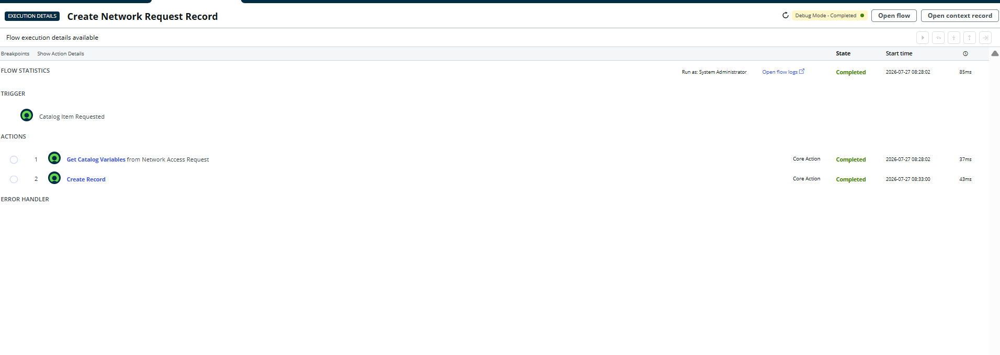 EXECUTION DETAILS Create Network Request Record Debug Mode - Completed Open flow Open context record
Flow execution details available
Breakpoints Show Action Details State Start time
FLOW STATISTICS Run as: System Administrator Open flow logs Completed 2026-07-27 08:28:02 85ms
TRIGGER
Catalog Item Requested
ACTIONS
1 Get Catalog Variables from Network Access Request Core Action Completed 2026-07-27 08:28:02 37ms
2 Create Record Core Action Completed 2026-07-27 08:33:00 43ms
ERROR HANDLER